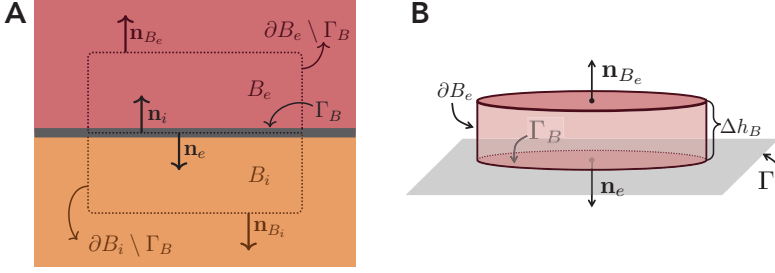 A
n_{B_e}
∂B_e \ Γ_B
B_e
n_i
Γ_B
n_e
B_i
n_{B_i}
∂B_i \ Γ_B
B
n_{B_e}
∂B_e
Γ_B
Δh_B
Γ
n_e